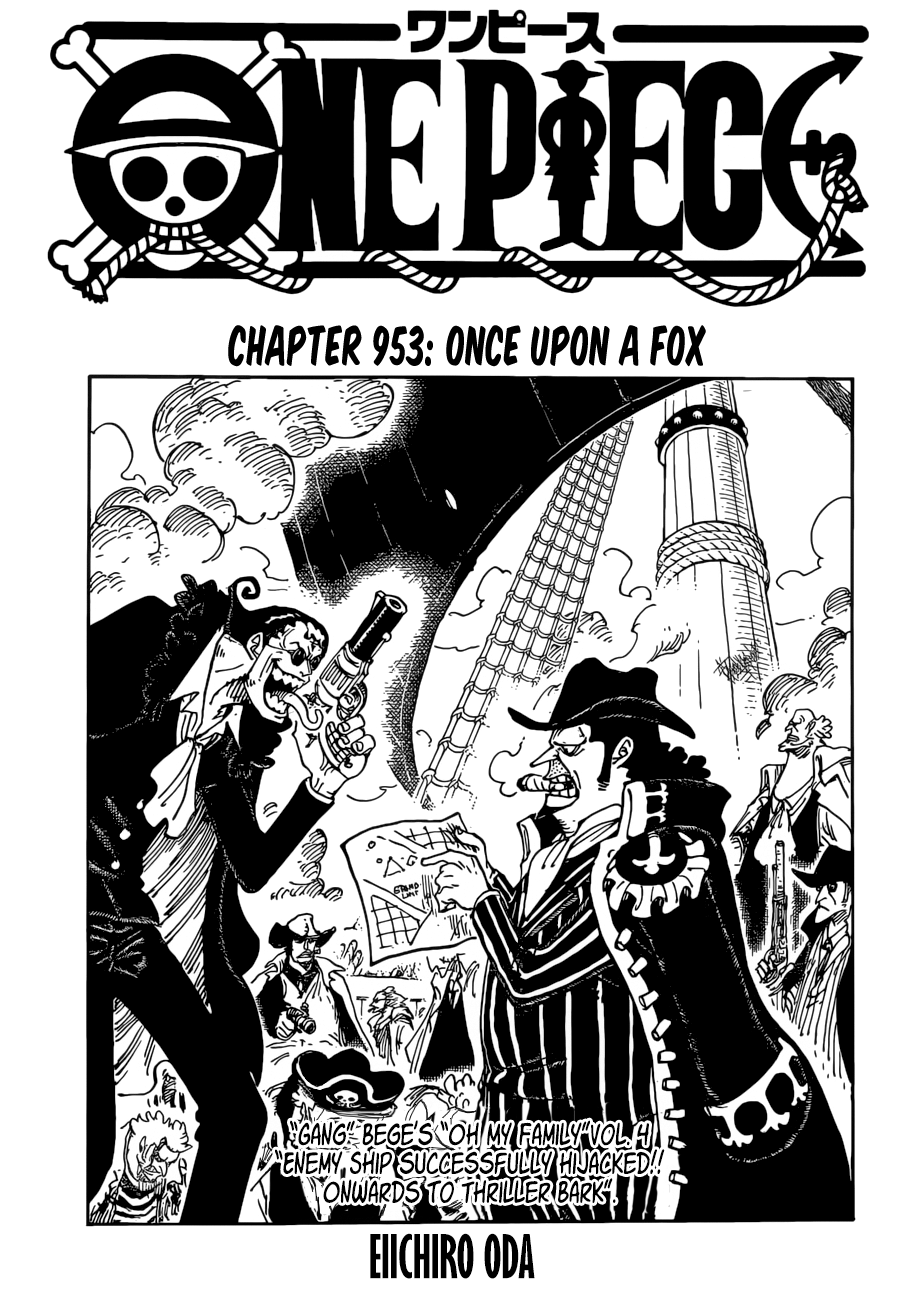 ワンピース
ONE PIECE
CHAPTER 953: ONCE UPON A FOX
GRAND
"GANG" BEGE'S "OH MY FAMILY" VOL. 4
"ENEMY SHIP SUCCESSFULLY HIJACKED!!
ONWARDS TO THRILLER BARK".
EIICHIRO ODA